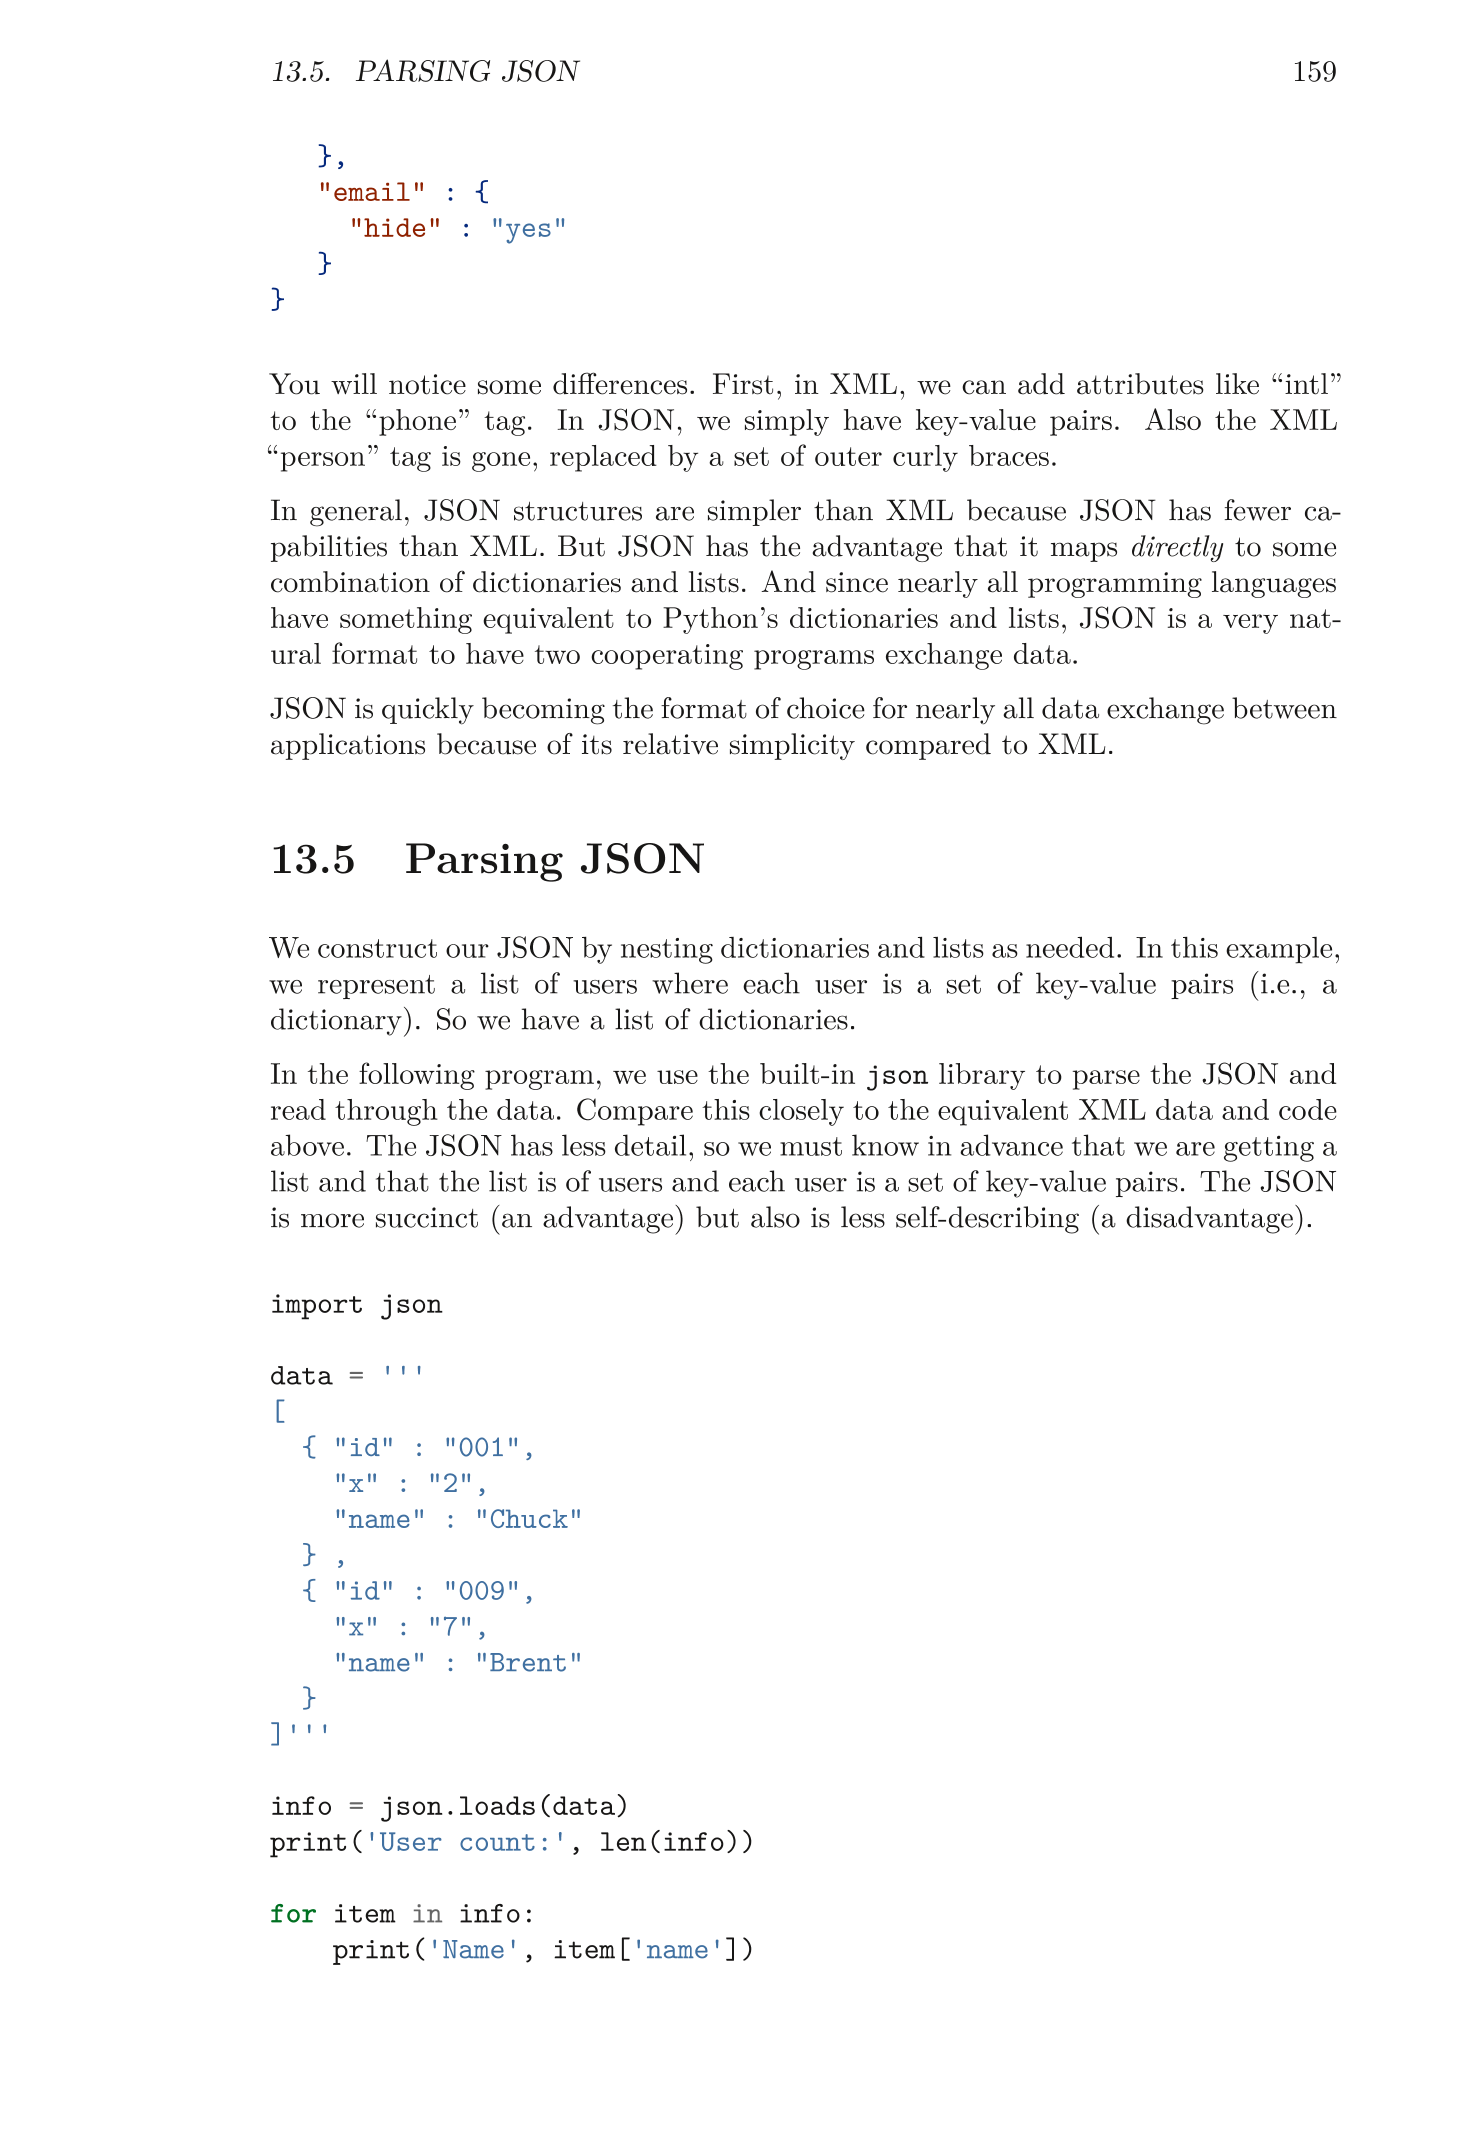 13.5. PARSING JSON 159
   },
   "email" : {
     "hide" : "yes"
   }
}
You will notice some differences. First, in XML, we can add attributes like “intl”
to the “phone” tag. In JSON, we simply have key-value pairs. Also the XML
“person” tag is gone, replaced by a set of outer curly braces.
In general, JSON structures are simpler than XML because JSON has fewer ca-
pabilities than XML. But JSON has the advantage that it maps directly to some
combination of dictionaries and lists. And since nearly all programming languages
have something equivalent to Python’s dictionaries and lists, JSON is a very nat-
ural format to have two cooperating programs exchange data.
JSON is quickly becoming the format of choice for nearly all data exchange between
applications because of its relative simplicity compared to XML.
13.5 Parsing JSON
We construct our JSON by nesting dictionaries and lists as needed. In this example,
we represent a list of users where each user is a set of key-value pairs (i.e., a
dictionary). So we have a list of dictionaries.
In the following program, we use the built-in json library to parse the JSON and
read through the data. Compare this closely to the equivalent XML data and code
above. The JSON has less detail, so we must know in advance that we are getting a
list and that the list is of users and each user is a set of key-value pairs. The JSON
is more succinct (an advantage) but also is less self-describing (a disadvantage).
import json
data = '''
[
  { "id" : "001",
    "x" : "2",
    "name" : "Chuck"
  } ,
  { "id" : "009",
    "x" : "7",
    "name" : "Brent"
  }
]'''
info = json.loads(data)
print('User count:', len(info))
for item in info:
    print('Name', item['name'])